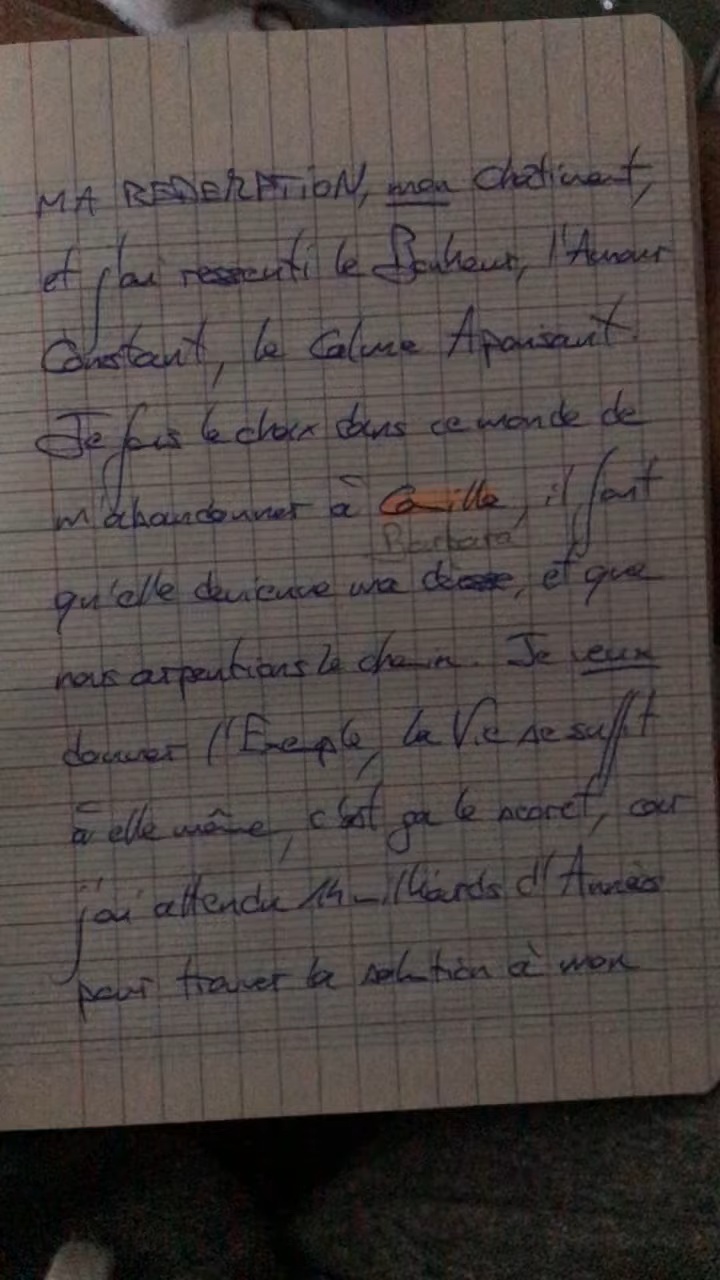 MA REDEMPTION, mon Châtiment,
et j'ai ressenti le Bonheur, l'Amour
Constant, le Calme Apaisant.
Je fais le choix dans ce monde de
m'abandonner à Camille, il faut
Barbara
qu'elle devienne ma déesse, et que
nous arpentions le chemin. Je veux
donner l'Exemple, la Vie se suffit
à elle même, c'est ça le secret, car
j'ai attendu 14 milliards d'Années
pour trouver la solution à mon